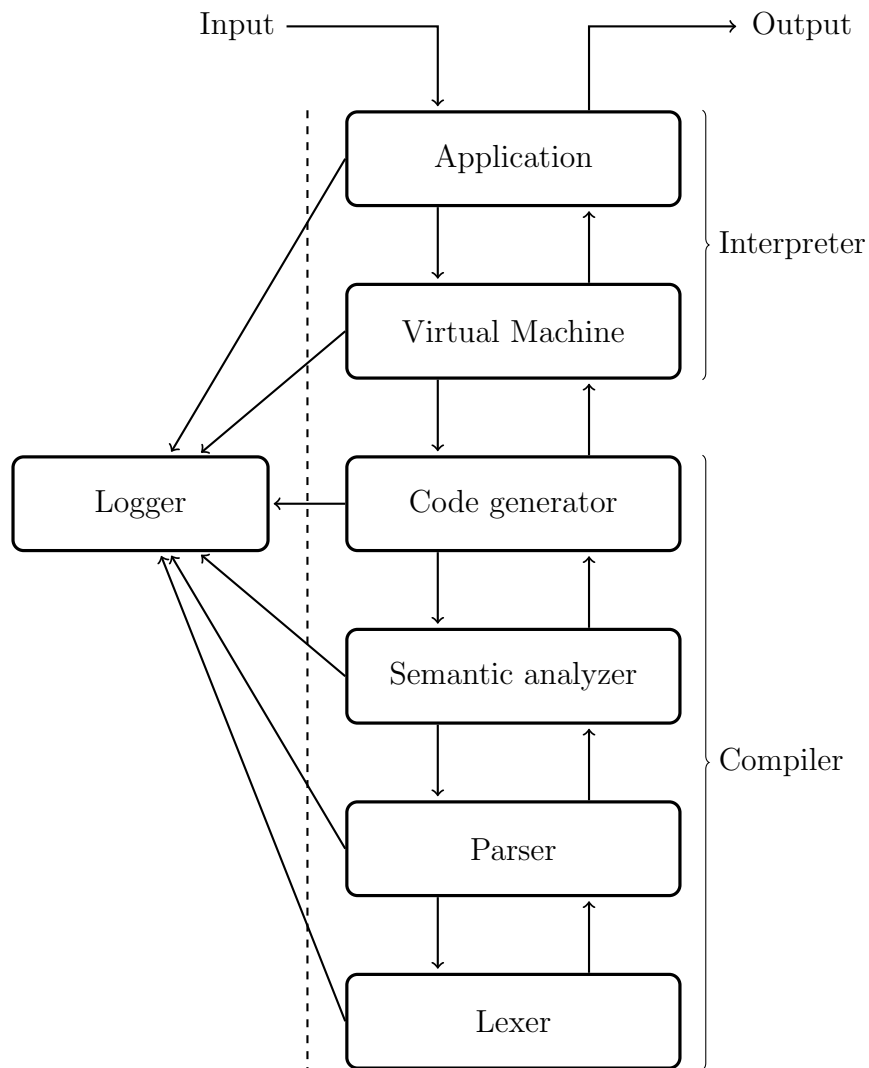 Input
Output
Application
Interpreter
Virtual Machine
Logger
Code generator
Semantic analyzer
Compiler
Parser
Lexer